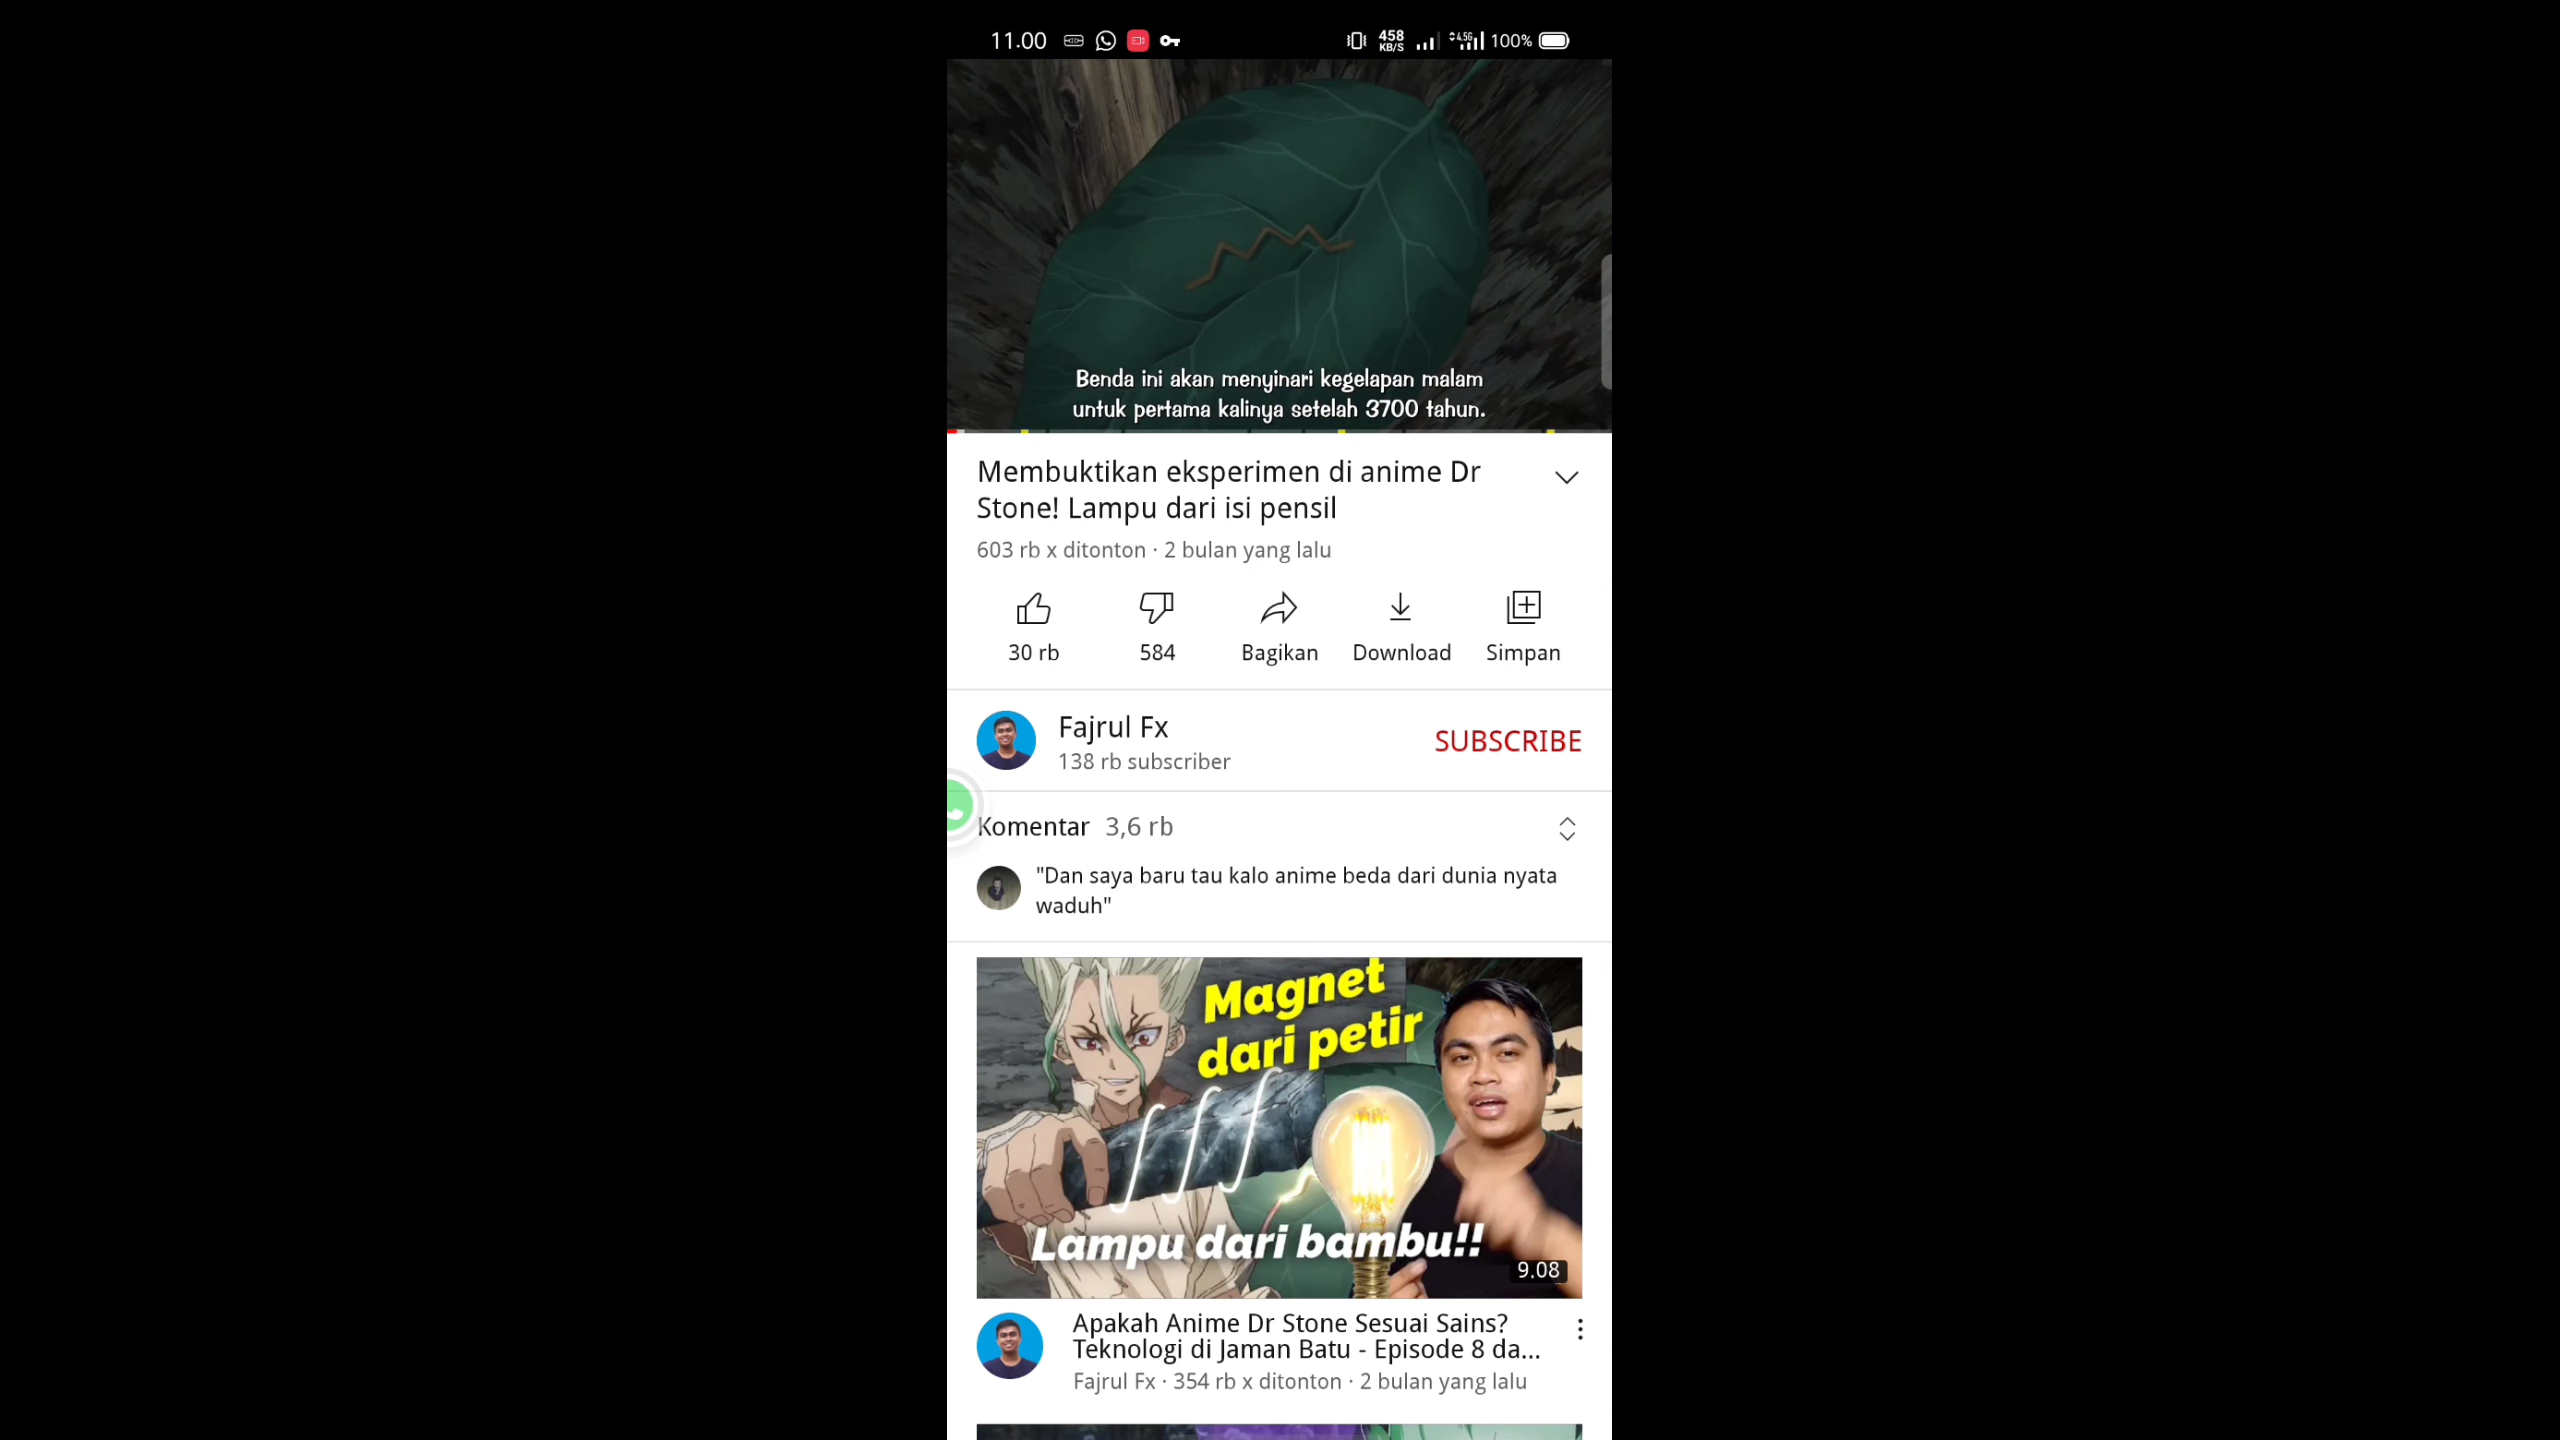 11.00
458
KB/S
4.5G
100%
Benda ini akan menyinari kegelapan malam
untuk pertama kalinya setelah 3700 tahun.
Membuktikan eksperimen di anime Dr
Stone! Lampu dari isi pensil
603 rb x ditonton · 2 bulan yang lalu
30 rb
584
Bagikan
Download
Simpan
Fajrul Fx
138 rb subscriber
SUBSCRIBE
Komentar 3,6 rb
"Dan saya baru tau kalo anime beda dari dunia nyata
waduh"
Magnet
dari petir
Lampu dari bambu!!
9.08
Apakah Anime Dr Stone Sesuai Sains?
Teknologi di Jaman Batu - Episode 8 da...
Fajrul Fx · 354 rb x ditonton · 2 bulan yang lalu